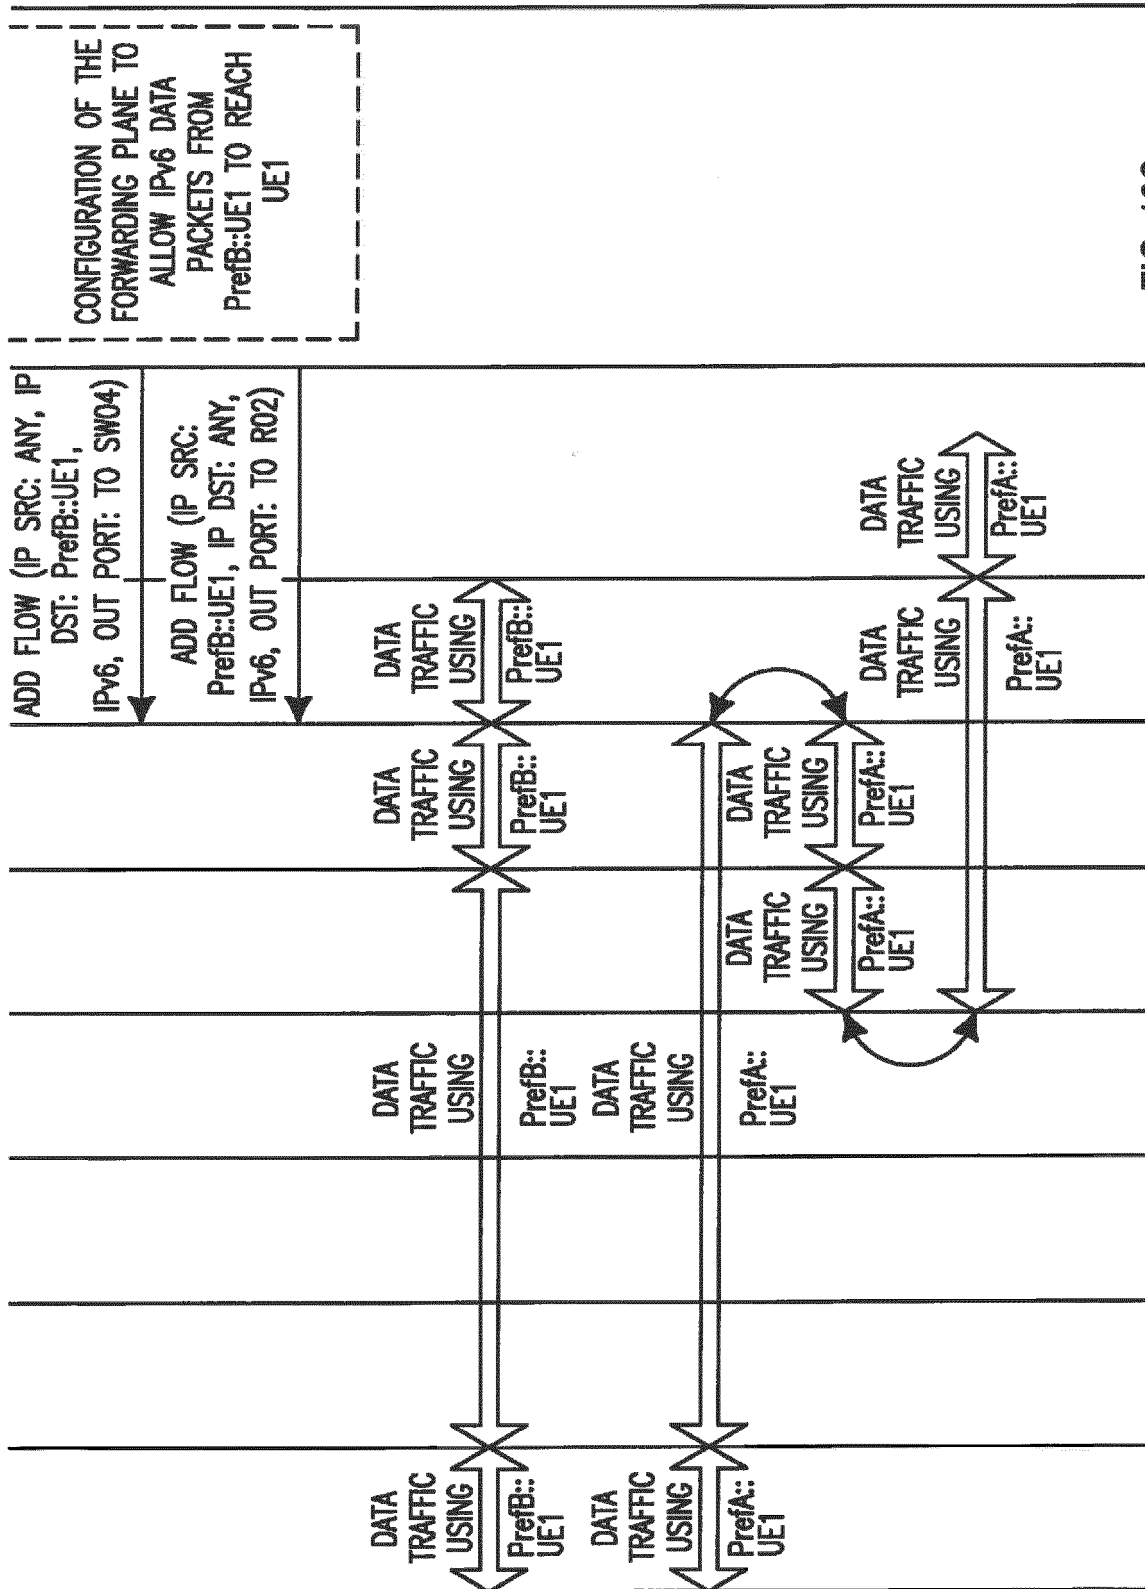 ADD FLOW (IP SRC: ANY, IP
DST: PrefB::UE1,
IPv6, OUT PORT: TO SW04)
ADD FLOW (IP SRC:
PrefB::UE1, IP DST: ANY,
IPv6, OUT PORT: TO R02)
CONFIGURATION OF THE
FORWARDING PLANE TO
ALLOW IPv6 DATA
PACKETS FROM
PrefB::UE1 TO REACH
UE1
DATA
TRAFFIC
USING
PrefB::
UE1
DATA
TRAFFIC
USING
PrefB::
UE1
DATA
TRAFFIC
USING
PrefB::
UE1
DATA
TRAFFIC
USING
PrefB::
UE1
DATA
TRAFFIC
USING
PrefA::
UE1
DATA
TRAFFIC
USING
PrefA::
UE1
DATA
TRAFFIC
USING
PrefA::
UE1
DATA
TRAFFIC
USING
PrefA::
UE1
DATA
TRAFFIC
USING
PrefA::
UE1
DATA
TRAFFIC
USING
PrefA::
UE1